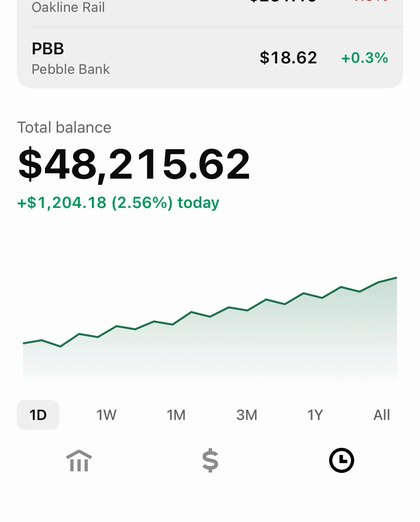 Oakline Rail
PBB
$18.62
+0.3%
Pebble Bank
Total balance
$48,215.62
+$1,204.18 (2.56%) today
1D 1W 1M 3M 1Y All
$